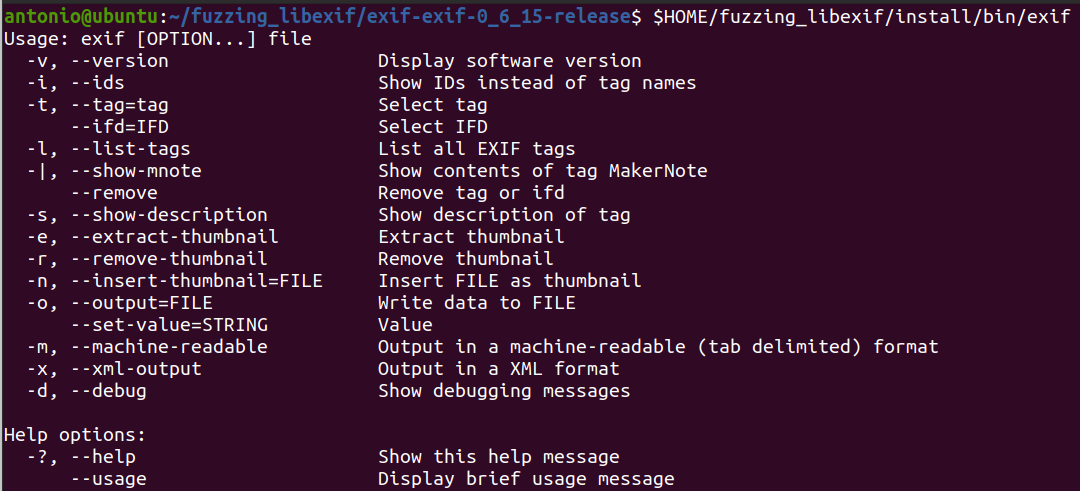 antonio@ubuntu:~/fuzzing_libexif/exif-exif-0_6_15-release$ $HOME/fuzzing_libexif/install/bin/exif
Usage: exif [OPTION...] file
  -v, --version                   Display software version
  -i, --ids                       Show IDs instead of tag names
  -t, --tag=tag                   Select tag
      --ifd=IFD                   Select IFD
  -l, --list-tags                 List all EXIF tags
  -|, --show-mnote                Show contents of tag MakerNote
      --remove                    Remove tag or ifd
  -s, --show-description          Show description of tag
  -e, --extract-thumbnail         Extract thumbnail
  -r, --remove-thumbnail          Remove thumbnail
  -n, --insert-thumbnail=FILE     Insert FILE as thumbnail
  -o, --output=FILE               Write data to FILE
      --set-value=STRING          Value
  -m, --machine-readable          Output in a machine-readable (tab delimited) format
  -x, --xml-output                Output in a XML format
  -d, --debug                     Show debugging messages

Help options:
  -?, --help                      Show this help message
      --usage                     Display brief usage message